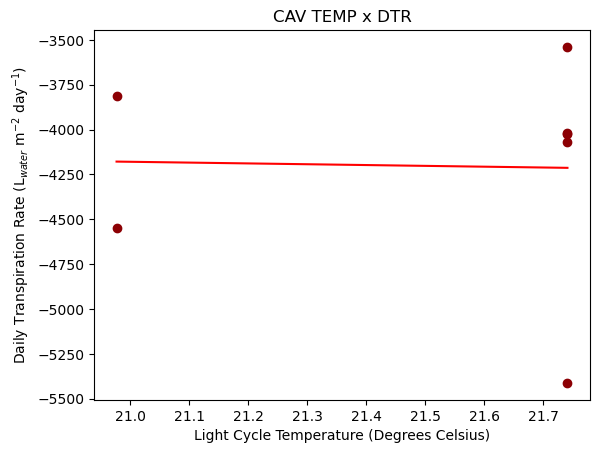 CAV TEMP x DTR
Daily Transpiration Rate (L$_{water}$ m$^{-2}$ day$^{-1}$)
−3500
−3750
−4000
−4250
−4500
−4750
−5000
−5250
−5500
21.0 21.1 21.2 21.3 21.4 21.5 21.6 21.7
Light Cycle Temperature (Degrees Celsius)